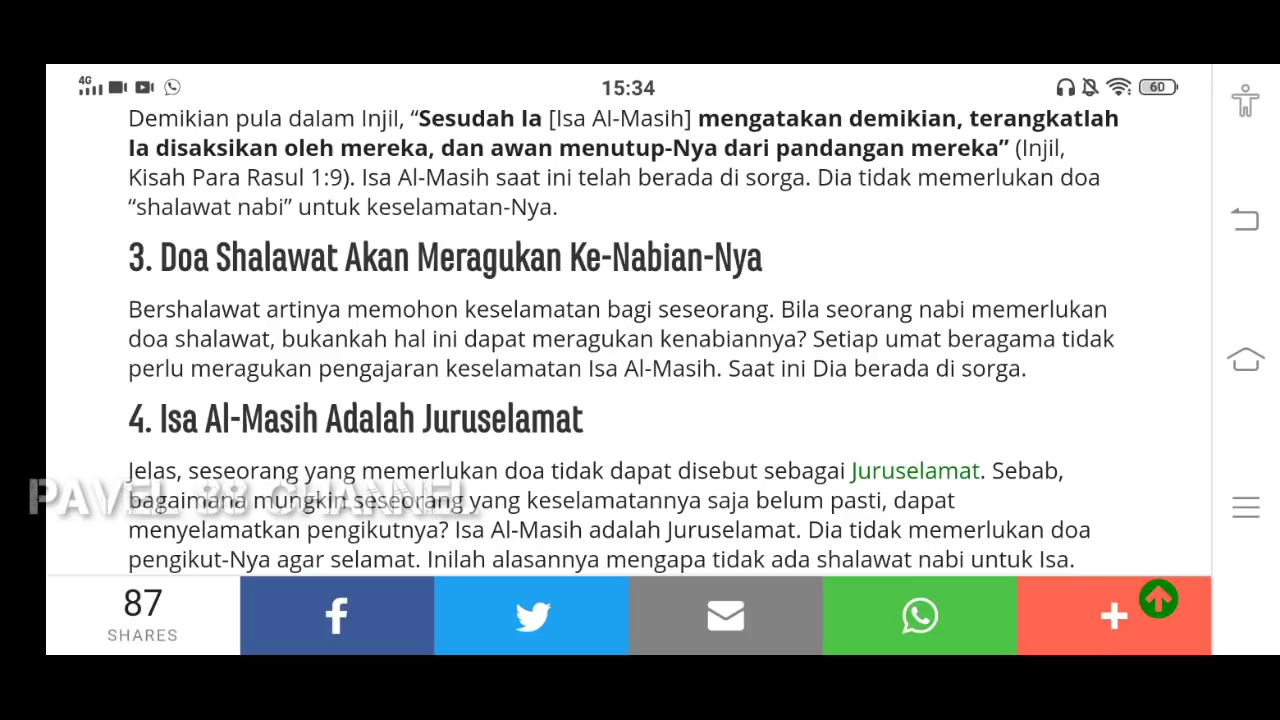 4G
15:34
60
Demikian pula dalam Injil, “Sesudah Ia [Isa Al-Masih] mengatakan demikian, terangkatlah
Ia disaksikan oleh mereka, dan awan menutup-Nya dari pandangan mereka” (Injil,
Kisah Para Rasul 1:9). Isa Al-Masih saat ini telah berada di sorga. Dia tidak memerlukan doa
“shalawat nabi” untuk keselamatan-Nya.
3. Doa Shalawat Akan Meragukan Ke-Nabian-Nya
Bershalawat artinya memohon keselamatan bagi seseorang. Bila seorang nabi memerlukan
doa shalawat, bukankah hal ini dapat meragukan kenabiannya? Setiap umat beragama tidak
perlu meragukan pengajaran keselamatan Isa Al-Masih. Saat ini Dia berada di sorga.
4. Isa Al-Masih Adalah Juruselamat
Jelas, seseorang yang memerlukan doa tidak dapat disebut sebagai Juruselamat. Sebab,
bagaimana mungkin seseorang yang keselamatannya saja belum pasti, dapat
menyelamatkan pengikutnya? Isa Al-Masih adalah Juruselamat. Dia tidak memerlukan doa
pengikut-Nya agar selamat. Inilah alasannya mengapa tidak ada shalawat nabi untuk Isa.
PAVEL 88 CHANNEL
87
SHARES